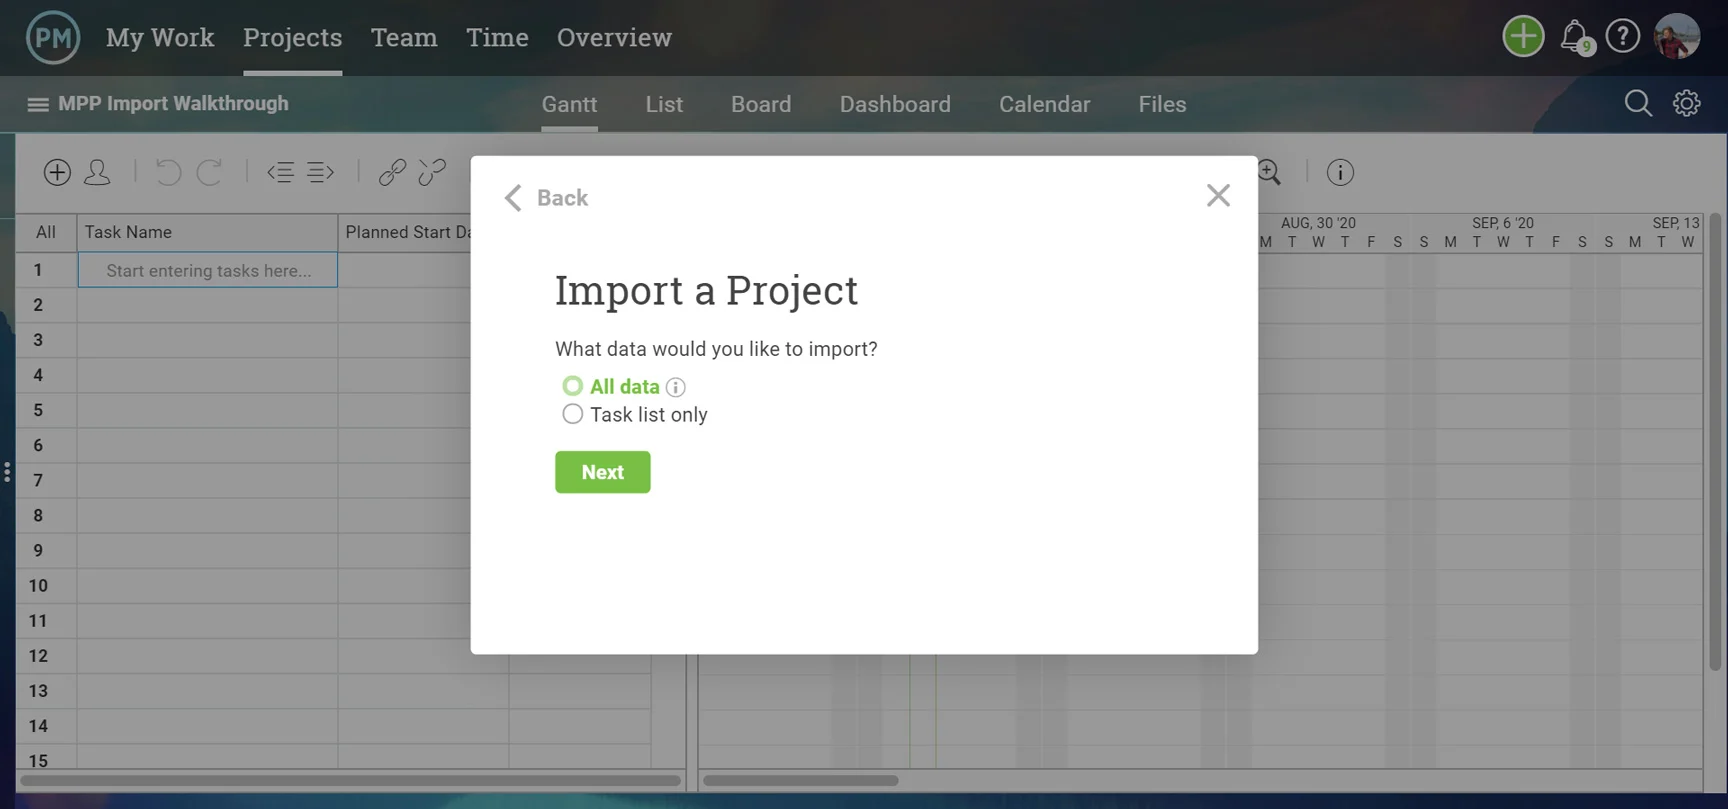 PM My Work Projects Team Time Overview 9
MPP Import Walkthrough Gantt List Board Dashboard Calendar Files
Back
AUG, 30 '20 SEP, 6 '20 SEP, 13
All Task Name Planned Start Da M T W T F S S M T W T F S S M T W
1 Start entering tasks here...
Import a Project
2
3
What data would you like to import?
4
All data
5
Task list only
6
7
Next
8
9
10
11
12
13
14
15